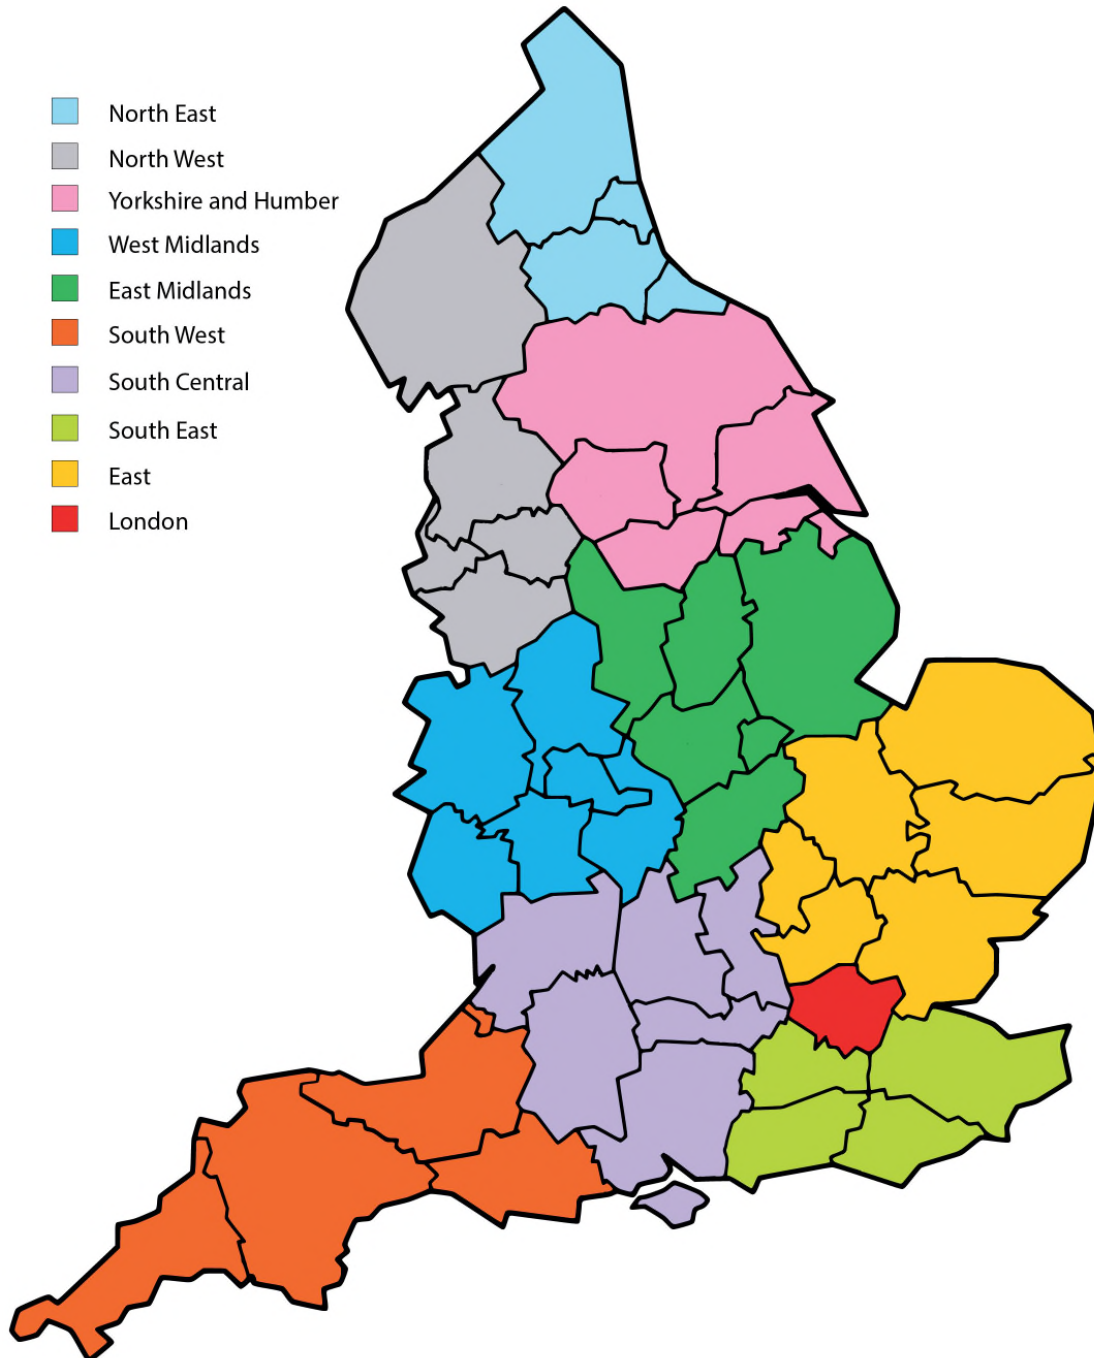 North East
North West
Yorkshire and Humber
West Midlands
East Midlands
South West
South Central
South East
East
London